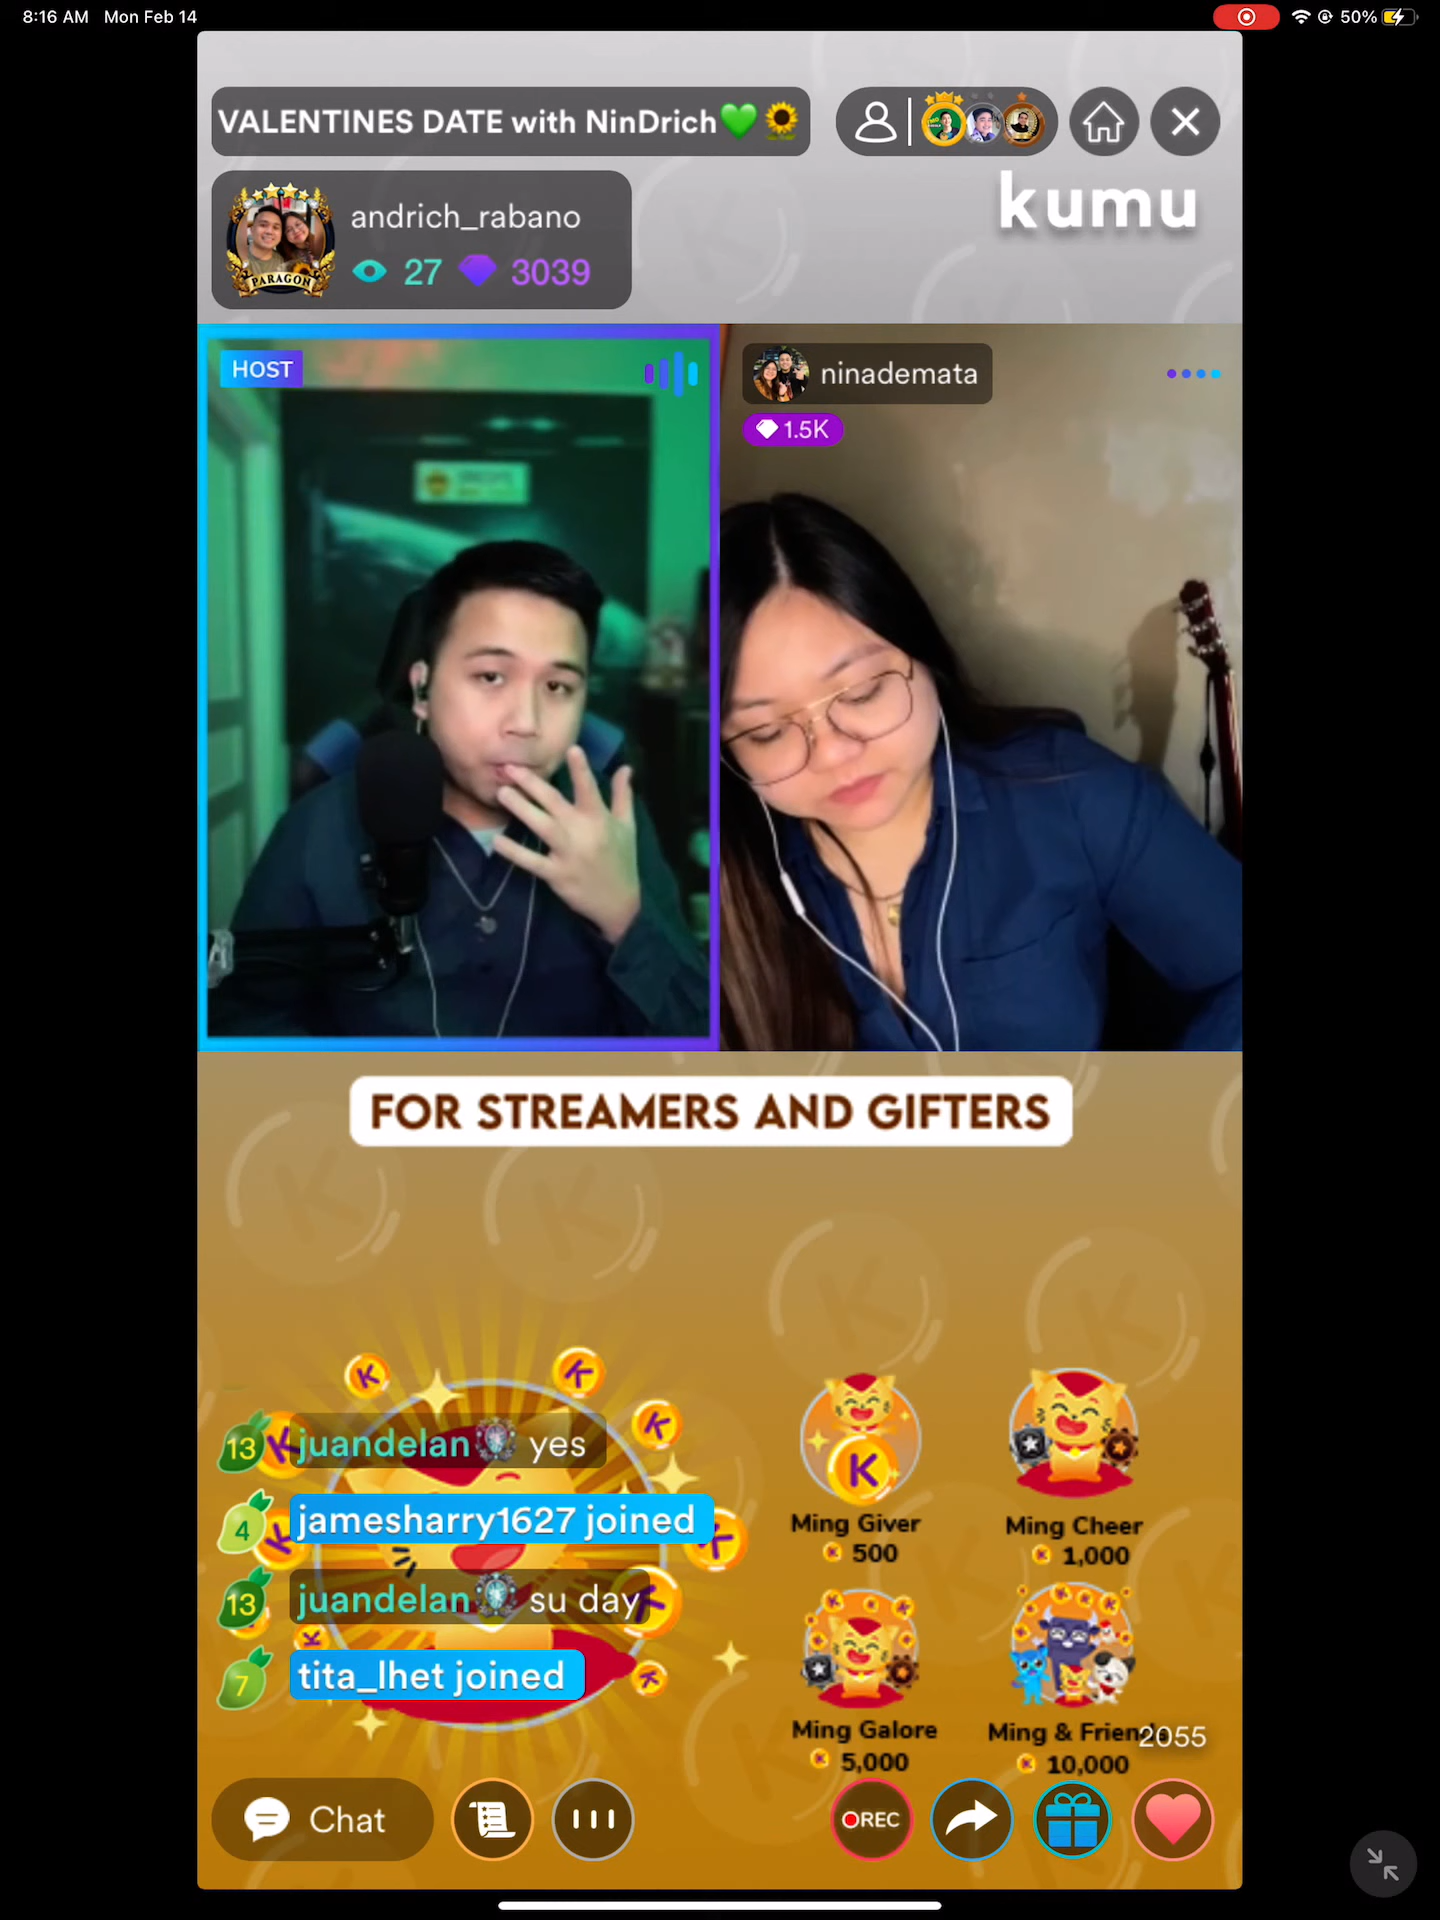 8:16 AM Mon Feb 14
50%
VALENTINES DATE with NinDrich💚🌻
andrich_rabano
27 3039
PARAGON
kumu
HOST
ninademata
1.5K
FOR STREAMERS AND GIFTERS
13 juandelan yes
4 jamesharry1627 joined
13 juandelan su day
7 tita_lhet joined
Ming Giver
500
Ming Cheer
1,000
Ming Galore
5,000
Ming & Friends
10,000
2055
Chat
REC